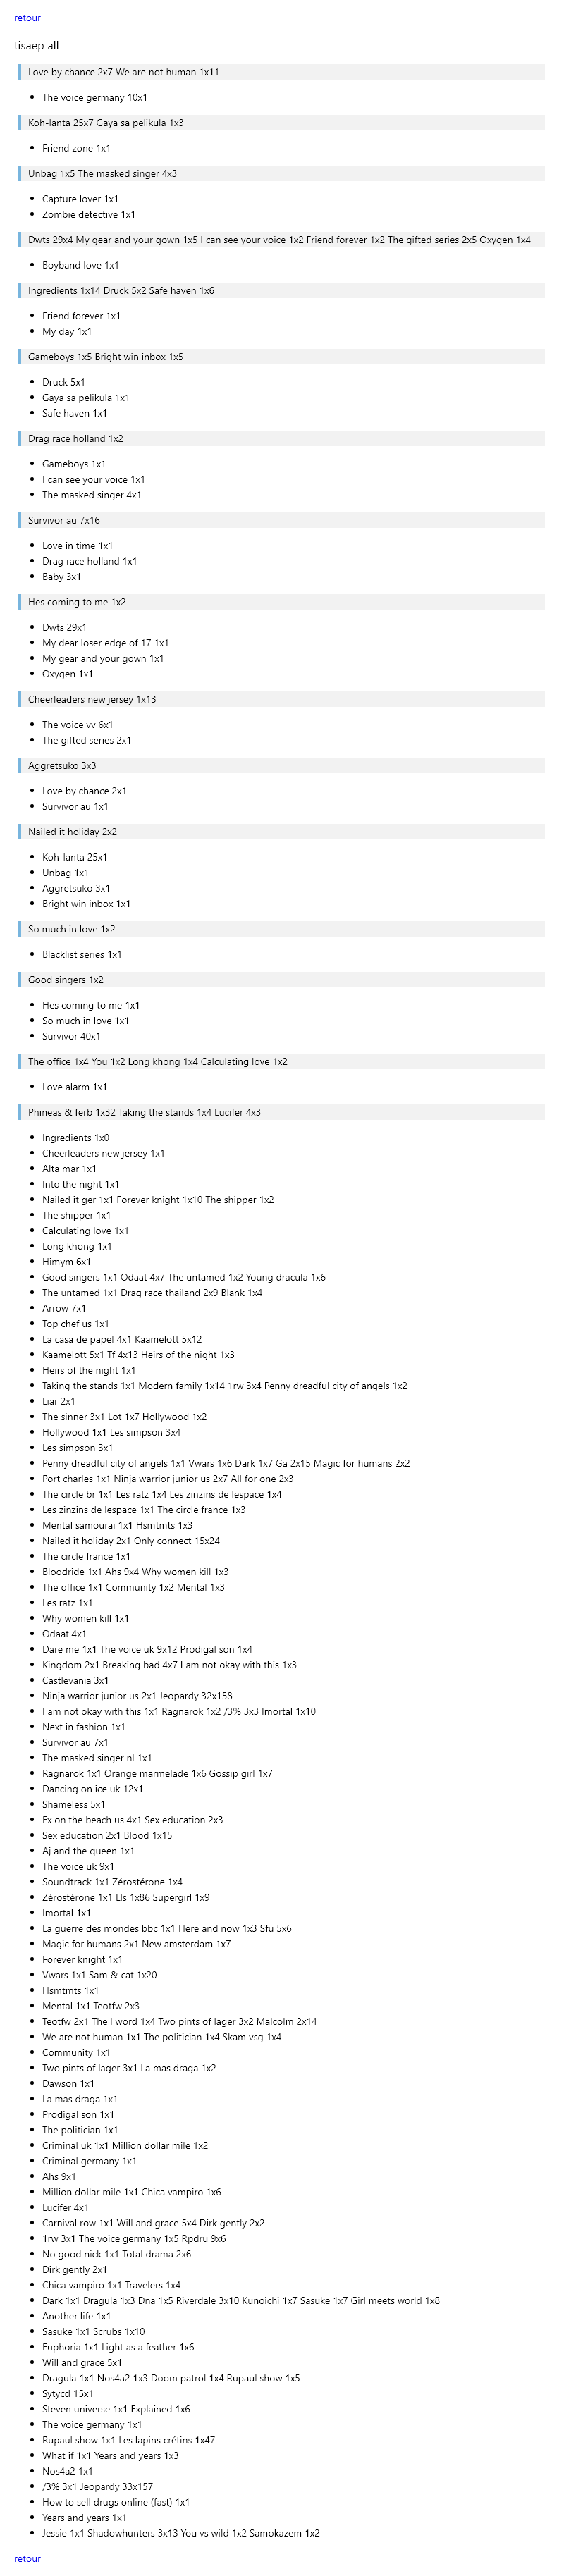 retour
tisaep all
Love by chance 2x7 We are not human 1x11
The voice germany 10x1
Koh-lanta 25x7 Gaya sa pelikula 1x3
Friend zone 1x1
Unbag 1x5 The masked singer 4x3
Capture lover 1x1
Zombie detective 1x1
Dwts 29x4 My gear and your gown 1x5 I can see your voice 1x2 Friend forever 1x2 The gifted series 2x5 Oxygen 1x4
Boyband love 1x1
Ingredients 1x14 Druck 5x2 Safe haven 1x6
Friend forever 1x1
My day 1x1
Gameboys 1x5 Bright win inbox 1x5
Druck 5x1
Gaya sa pelikula 1x1
Safe haven 1x1
Drag race holland 1x2
Gameboys 1x1
I can see your voice 1x1
The masked singer 4x1
Survivor au 7x16
Love in time 1x1
Drag race holland 1x1
Baby 3x1
Hes coming to me 1x2
Dwts 29x1
My dear loser edge of 17 1x1
My gear and your gown 1x1
Oxygen 1x1
Cheerleaders new jersey 1x13
The voice vv 6x1
The gifted series 2x1
Aggretsuko 3x3
Love by chance 2x1
Survivor au 1x1
Nailed it holiday 2x2
Koh-lanta 25x1
Unbag 1x1
Aggretsuko 3x1
Bright win inbox 1x1
So much in love 1x2
Blacklist series 1x1
Good singers 1x2
Hes coming to me 1x1
So much in love 1x1
Survivor 40x1
The office 1x4 You 1x2 Long khong 1x4 Calculating love 1x2
Love alarm 1x1
Phineas & ferb 1x32 Taking the stands 1x4 Lucifer 4x3
Ingredients 1x0
Cheerleaders new jersey 1x1
Alta mar 1x1
Into the night 1x1
Nailed it ger 1x1 Forever knight 1x10 The shipper 1x2
The shipper 1x1
Calculating love 1x1
Long khong 1x1
Himym 6x1
Good singers 1x1 Odaat 4x7 The untamed 1x2 Young dracula 1x6
The untamed 1x1 Drag race thailand 2x9 Blank 1x4
Arrow 7x1
Top chef us 1x1
La casa de papel 4x1 Kaamelott 5x12
Kaamelott 5x1 Tf 4x13 Heirs of the night 1x3
Heirs of the night 1x1
Taking the stands 1x1 Modern family 1x14 1rw 3x4 Penny dreadful city of angels 1x2
Liar 2x1
The sinner 3x1 Lot 1x7 Hollywood 1x2
Hollywood 1x1 Les simpson 3x4
Les simpson 3x1
Penny dreadful city of angels 1x1 Vwars 1x6 Dark 1x7 Ga 2x15 Magic for humans 2x2
Port charles 1x1 Ninja warrior junior us 2x7 All for one 2x3
The circle br 1x1 Les ratz 1x4 Les zinzins de lespace 1x4
Les zinzins de lespace 1x1 The circle france 1x3
Mental samourai 1x1 Hsmtmts 1x3
Nailed it holiday 2x1 Only connect 15x24
The circle france 1x1
Bloodride 1x1 Ahs 9x4 Why women kill 1x3
The office 1x1 Community 1x2 Mental 1x3
Les ratz 1x1
Why women kill 1x1
Odaat 4x1
Dare me 1x1 The voice uk 9x12 Prodigal son 1x4
Kingdom 2x1 Breaking bad 4x7 I am not okay with this 1x3
Castlevania 3x1
Ninja warrior junior us 2x1 Jeopardy 32x158
I am not okay with this 1x1 Ragnarok 1x2 /3% 3x3 Imortal 1x10
Next in fashion 1x1
Survivor au 7x1
The masked singer nl 1x1
Ragnarok 1x1 Orange marmelade 1x6 Gossip girl 1x7
Dancing on ice uk 12x1
Shameless 5x1
Ex on the beach us 4x1 Sex education 2x3
Sex education 2x1 Blood 1x15
Aj and the queen 1x1
The voice uk 9x1
Soundtrack 1x1 Zérostérone 1x4
Zérostérone 1x1 Lls 1x86 Supergirl 1x9
Imortal 1x1
La guerre des mondes bbc 1x1 Here and now 1x3 Sfu 5x6
Magic for humans 2x1 New amsterdam 1x7
Forever knight 1x1
Vwars 1x1 Sam & cat 1x20
Hsmtmts 1x1
Mental 1x1 Teotfw 2x3
Teotfw 2x1 The l word 1x4 Two pints of lager 3x2 Malcolm 2x14
We are not human 1x1 The politician 1x4 Skam vsg 1x4
Community 1x1
Two pints of lager 3x1 La mas draga 1x2
Dawson 1x1
La mas draga 1x1
Prodigal son 1x1
The politician 1x1
Criminal uk 1x1 Million dollar mile 1x2
Criminal germany 1x1
Ahs 9x1
Million dollar mile 1x1 Chica vampiro 1x6
Lucifer 4x1
Carnival row 1x1 Will and grace 5x4 Dirk gently 2x2
1rw 3x1 The voice germany 1x5 Rpdru 9x6
No good nick 1x1 Total drama 2x6
Dirk gently 2x1
Chica vampiro 1x1 Travelers 1x4
Dark 1x1 Dragula 1x3 Dna 1x5 Riverdale 3x10 Kunoichi 1x7 Sasuke 1x7 Girl meets world 1x8
Another life 1x1
Sasuke 1x1 Scrubs 1x10
Euphoria 1x1 Light as a feather 1x6
Will and grace 5x1
Dragula 1x1 Nos4a2 1x3 Doom patrol 1x4 Rupaul show 1x5
Sytycd 15x1
Steven universe 1x1 Explained 1x6
The voice germany 1x1
Rupaul show 1x1 Les lapins crétins 1x47
What if 1x1 Years and years 1x3
Nos4a2 1x1
/3% 3x1 Jeopardy 33x157
How to sell drugs online (fast) 1x1
Years and years 1x1
Jessie 1x1 Shadowhunters 3x13 You vs wild 1x2 Samokazem 1x2
retour